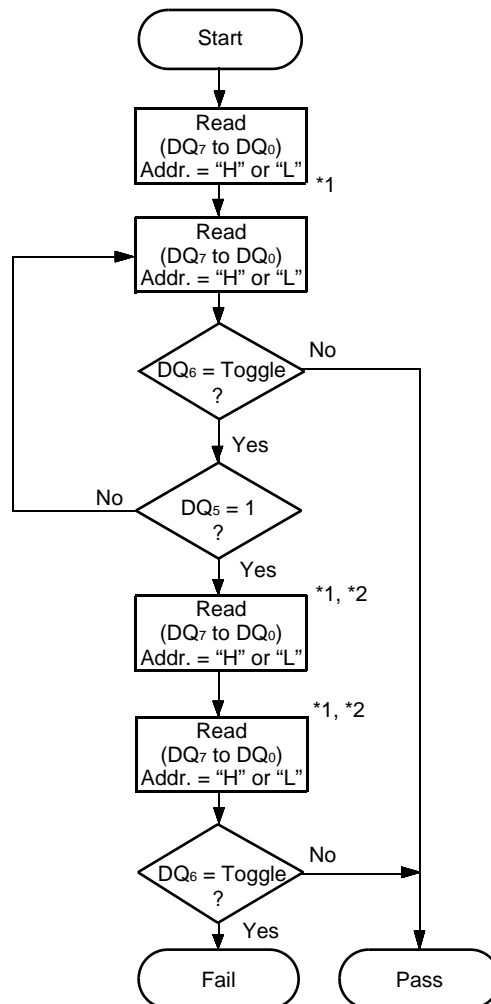 Start
Read
(DQ7 to DQ0)
Addr. = “H” or “L”
*1
Read
(DQ7 to DQ0)
Addr. = “H” or “L”
DQ6 = Toggle
?
No
Yes
DQ5 = 1
?
No
Yes
*1, *2
Read
(DQ7 to DQ0)
Addr. = “H” or “L”
*1, *2
Read
(DQ7 to DQ0)
Addr. = “H” or “L”
DQ6 = Toggle
?
No
Yes
Fail
Pass